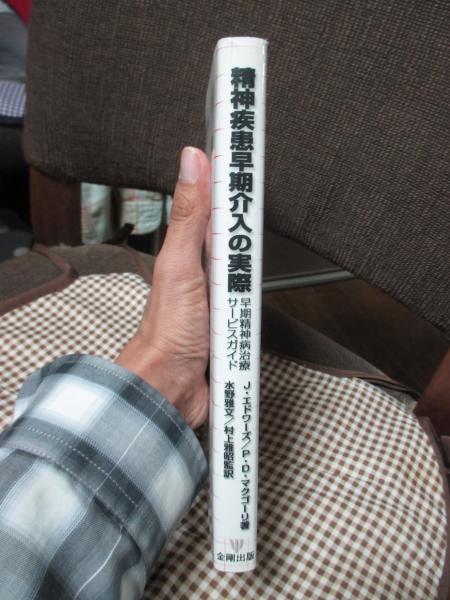 精神疾患早期介入の実際
早期精神病治療
サービスガイド
J・エドワーズ/P・D・マクゴーリ著
水野雅文/村上雅昭監訳
金剛出版